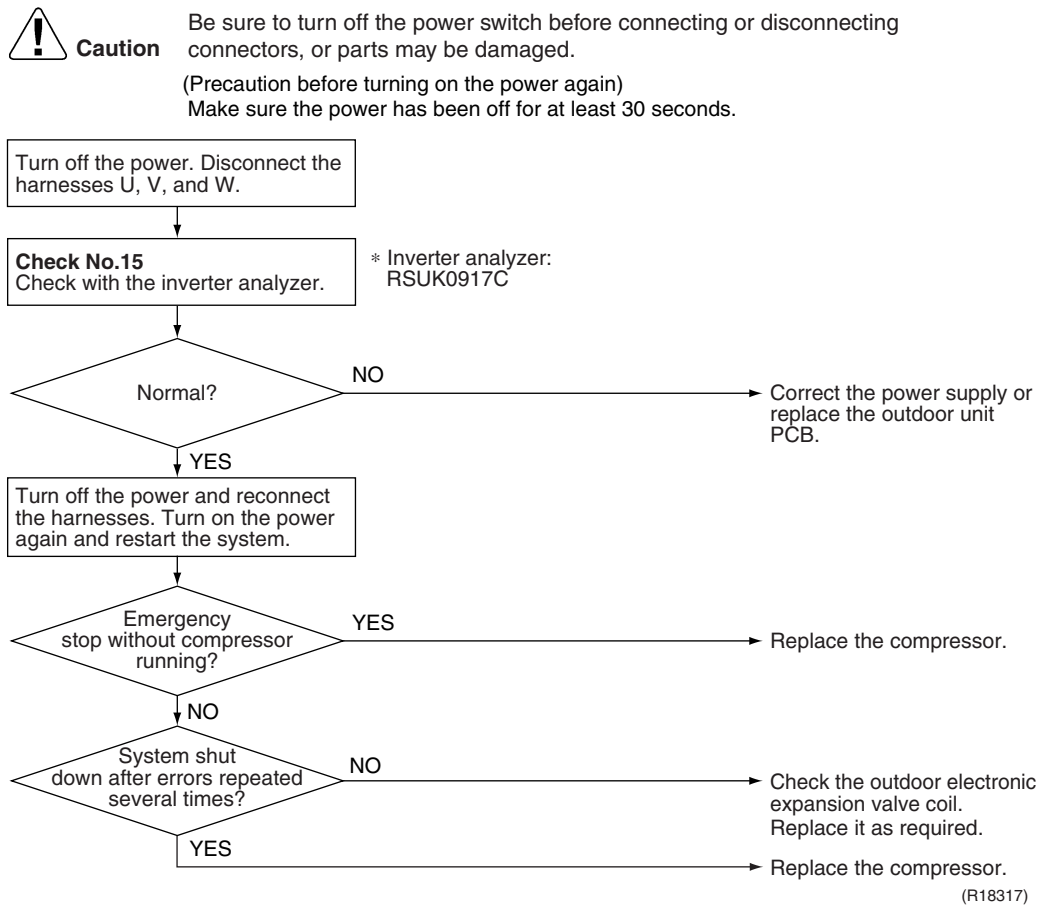 Be sure to turn off the power switch before connecting or disconnecting
Caution
connectors, or parts may be damaged.
(Precaution before turning on the power again)
Make sure the power has been off for at least 30 seconds.
Turn off the power. Disconnect the
harnesses U, V, and W.
Check No.15
Check with the inverter analyzer.
* Inverter analyzer:
RSUK0917C
Normal?
NO
Correct the power supply or
replace the outdoor unit
PCB.
YES
Turn off the power and reconnect
the harnesses. Turn on the power
again and restart the system.
Emergency
stop without compressor
running?
YES
Replace the compressor.
NO
System shut
down after errors repeated
several times?
NO
Check the outdoor electronic
expansion valve coil.
Replace it as required.
YES
Replace the compressor.
(R18317)